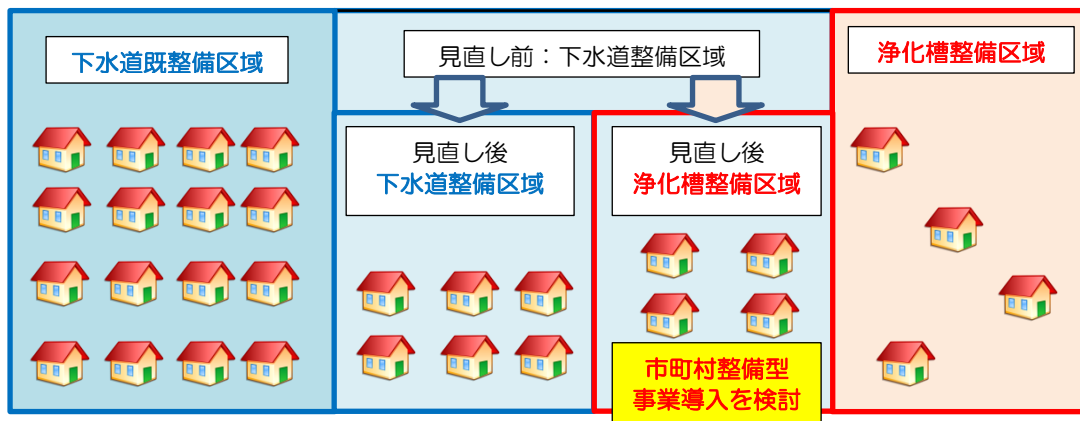 下水道既整備区域
見直し前：下水道整備区域
浄化槽整備区域
見直し後
下水道整備区域
見直し後
浄化槽整備区域
市町村整備型
事業導入を検討